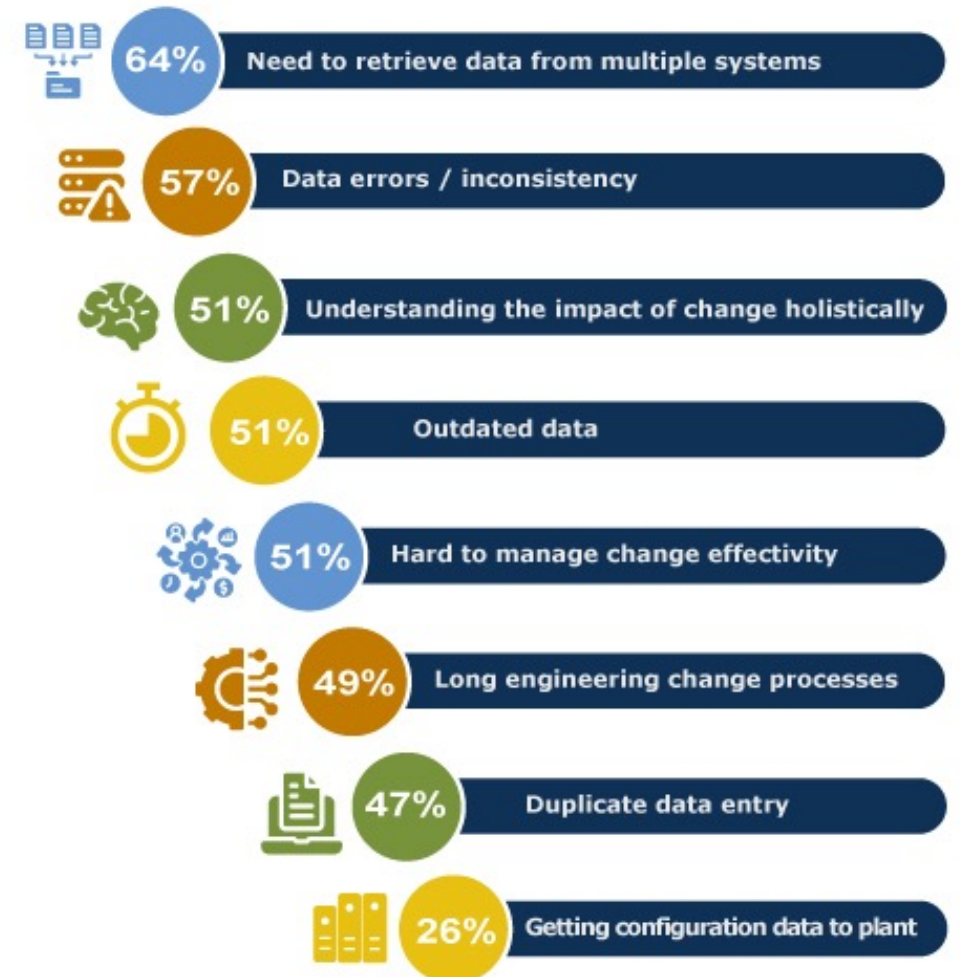 64% Need to retrieve data from multiple systems
57% Data errors / inconsistency
51% Understanding the impact of change holistically
51% Outdated data
51% Hard to manage change effectivity
49% Long engineering change processes
47% Duplicate data entry
26% Getting configuration data to plant